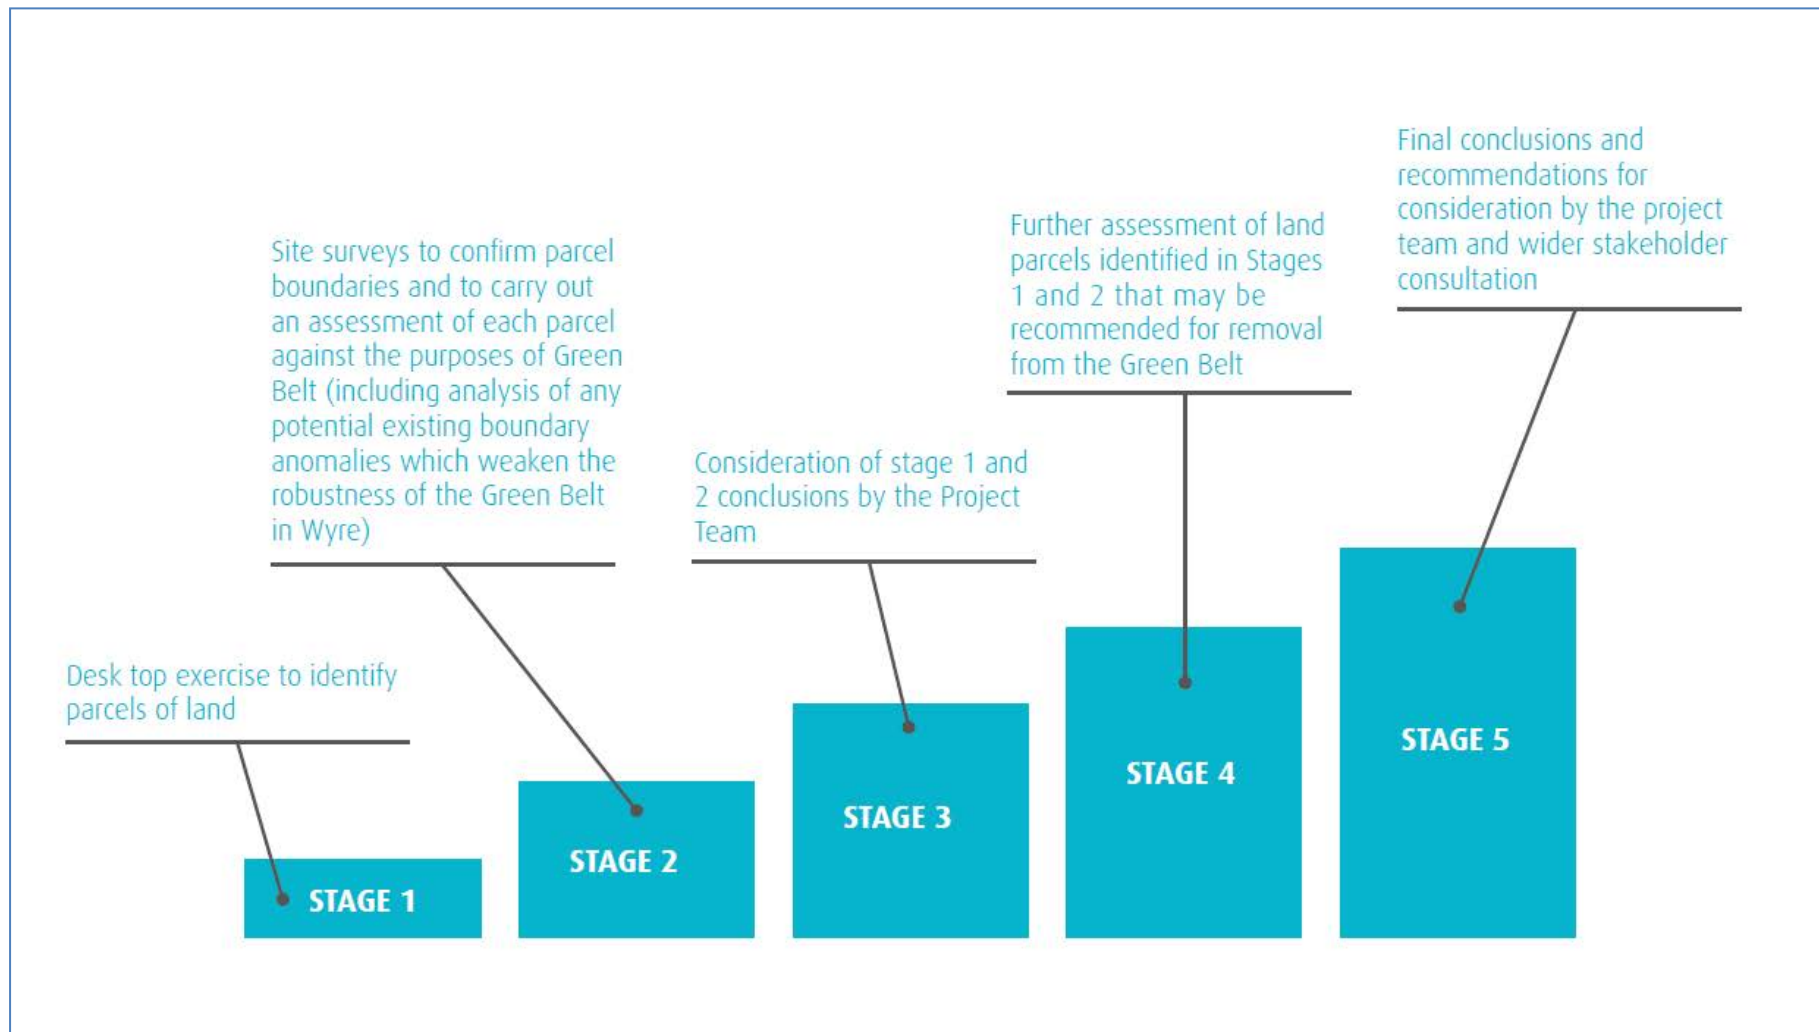 Desk top exercise to identify
parcels of land
STAGE 1
Site surveys to confirm parcel
boundaries and to carry out
an assessment of each parcel
against the purposes of Green
Belt (including analysis of any
potential existing boundary
anomalies which weaken the
robustness of the Green Belt
in Wyre)
STAGE 2
Consideration of stage 1 and
2 conclusions by the Project
Team
STAGE 3
Further assessment of land
parcels identified in Stages
1 and 2 that may be
recommended for removal
from the Green Belt
STAGE 4
Final conclusions and
recommendations for
consideration by the project
team and wider stakeholder
consultation
STAGE 5